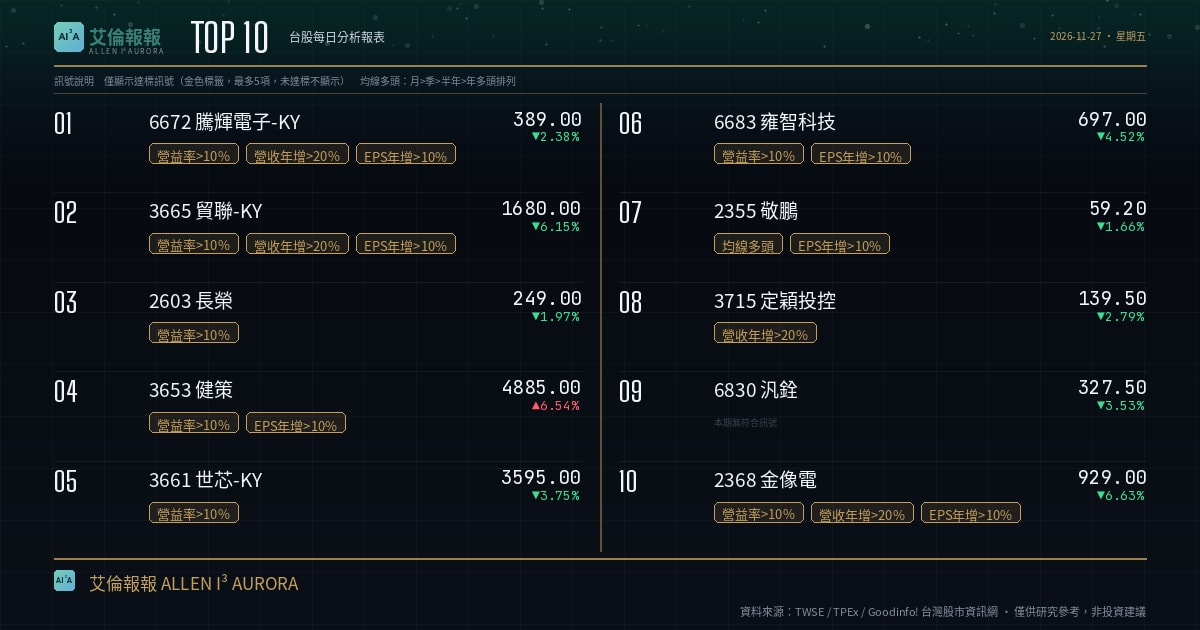 AI³A 艾倫報報 ALLEN I³AURORA TOP 10 台股每日分析報表 2026-11-27 · 星期五
訊號說明 僅顯示達標訊號（金色標籤，最多5項，未達標不顯示） 均線多頭：月>季>半年>年多頭排列
01 6672 騰輝電子-KY 389.00
▼2.38%
營益率>10% 營收年增>20% EPS年增>10%
02 3665 貿聯-KY 1680.00
▼6.15%
營益率>10% 營收年增>20% EPS年增>10%
03 2603 長榮 249.00
▼1.97%
營益率>10%
04 3653 健策 4885.00
▲6.54%
營益率>10% EPS年增>10%
05 3661 世芯-KY 3595.00
▼3.75%
營益率>10%
06 6683 雍智科技 697.00
▼4.52%
營益率>10% EPS年增>10%
07 2355 敬鵬 59.20
▼1.66%
均線多頭 EPS年增>10%
08 3715 定穎投控 139.50
▼2.79%
營收年增>20%
09 6830 汎銓 327.50
▼3.53%
本期無符合訊號
10 2368 金像電 929.00
▼6.63%
營益率>10% 營收年增>20% EPS年增>10%
AI³A 艾倫報報 ALLEN I³ AURORA
資料來源：TWSE / TPEx / Goodinfo! 台灣股市資訊網 · 僅供研究參考，非投資建議